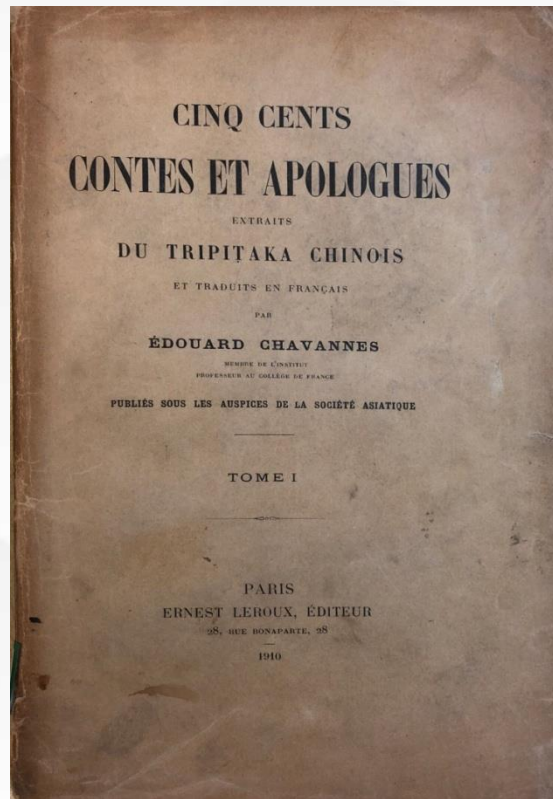 CINQ CENTS
CONTES ET APOLOGUES
EXTRAITS
DU TRIPIṬAKA CHINOIS
ET TRADUITS EN FRANÇAIS
PAR
ÉDOUARD CHAVANNES
MEMBRE DE L'INSTITUT
PROFESSEUR AU COLLÈGE DE FRANCE
PUBLIÉS SOUS LES AUSPICES DE LA SOCIÉTÉ ASIATIQUE
TOME I
PARIS
ERNEST LEROUX, ÉDITEUR
28, RUE BONAPARTE, 28
1910